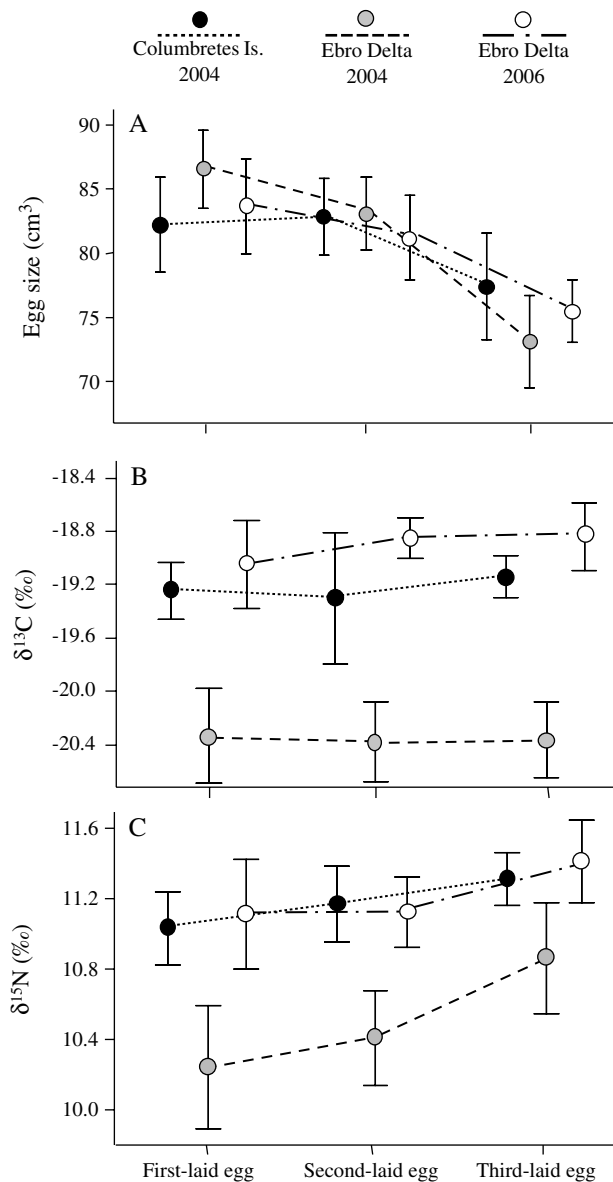 Columbretes Is. Ebro Delta Ebro Delta
2004 2004 2006
A
90
85
80
75
70
Egg size (cm³)
B
-18.4
-18.8
-19.2
-19.6
-20.0
-20.4
δ¹³C (‰)
C
11.6
11.2
10.8
10.4
10.0
δ¹⁵N (‰)
First-laid egg Second-laid egg Third-laid egg